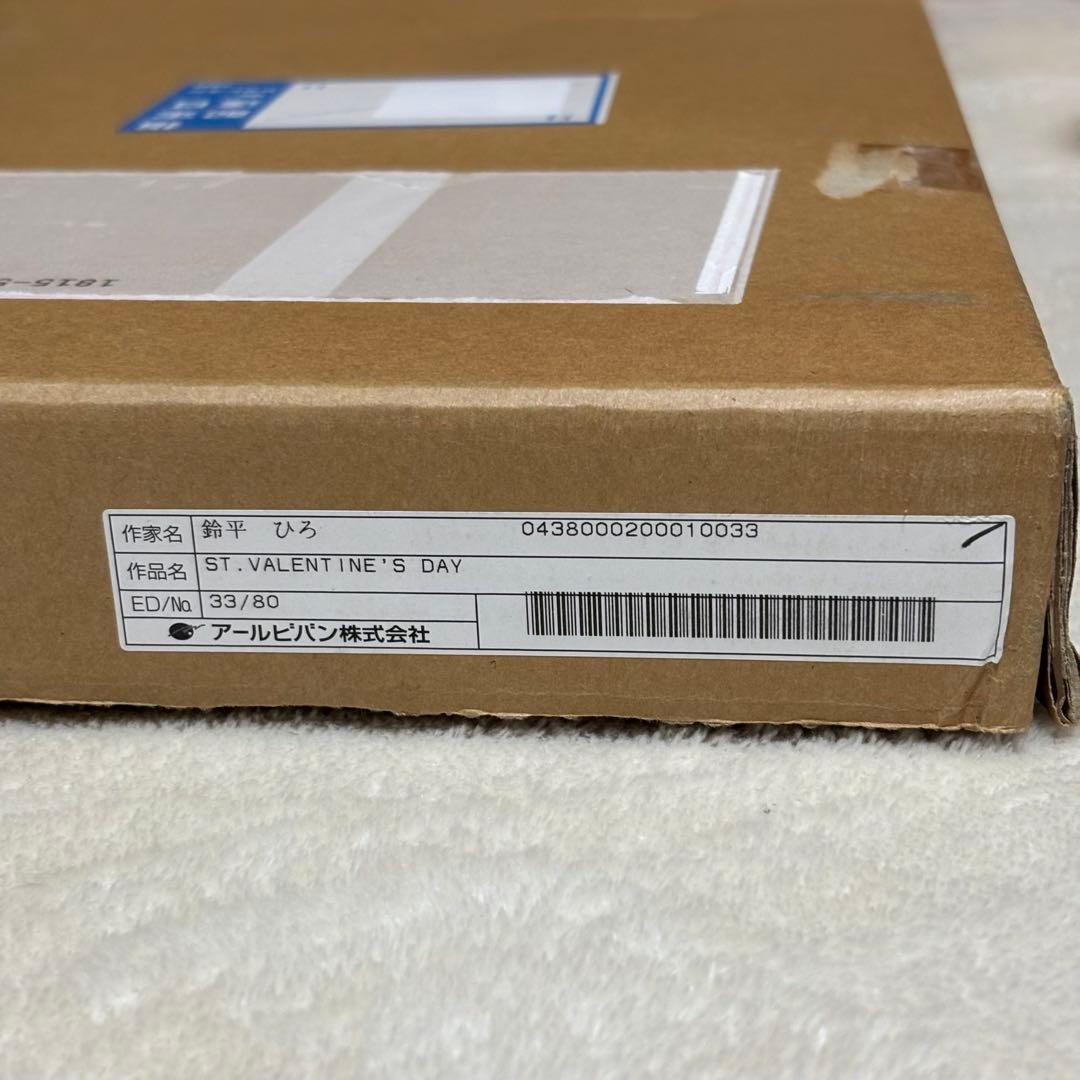 作家名 鈴平 ひろ 0438000200010033
作品名 ST.VALENTINE'S DAY
ED/No. 33/80
アールビバン株式会社